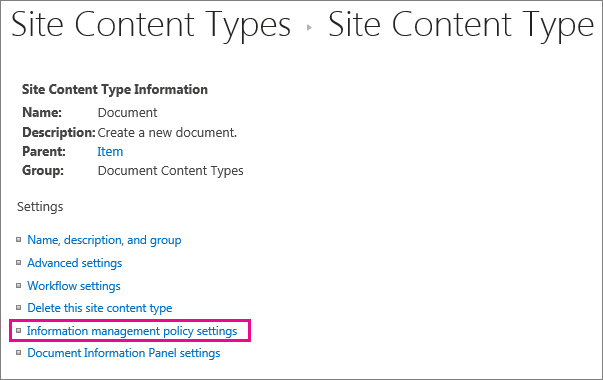 Site Content Types ▸ Site Content Type
Site Content Type Information
Name: Document
Description: Create a new document.
Parent: Item
Group: Document Content Types
Settings
Name, description, and group
Advanced settings
Workflow settings
Delete this site content type
Information management policy settings
Document Information Panel settings